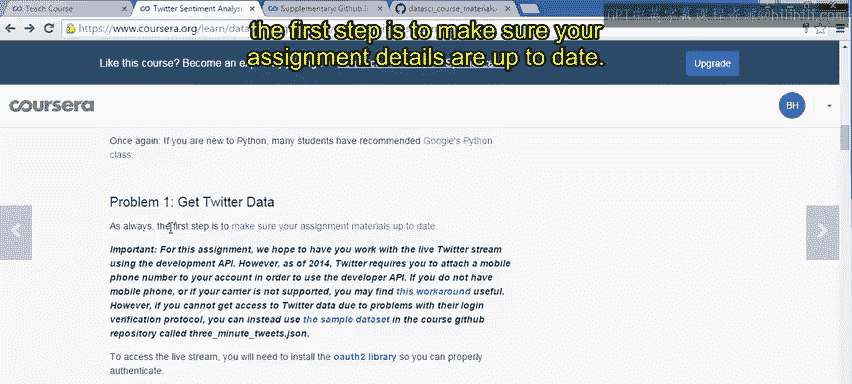 Teach Course
Twitter Sentiment Analys
Supplementary: Github I
datasci_course_materials
the first step is to make sure your
assignment details are up to date.
https://www.coursera.org/learn/data
Like this course? Become an
Upgrade
coursera
BH
Once again: If you are new to Python, many students have recommended Google's Python
class.
Problem 1: Get Twitter Data
As always, the first step is to make sure your assignment materials up to date.
Important: For this assignment, we hope to have you work with the live Twitter stream
using the development API. However, as of 2014, Twitter requires you to attach a mobile
phone number to your account in order to use the developer API. If you do not have
mobile phone, or if your carrier is not supported, you may find this workaround useful.
However, if you cannot get access to Twitter data due to problems with their login
verification protocol, you can instead use the sample dataset in the course github
repository called three_minute_tweets.json.
To access the live stream, you will need to install the oauth2 library so you can properly
authenticate.